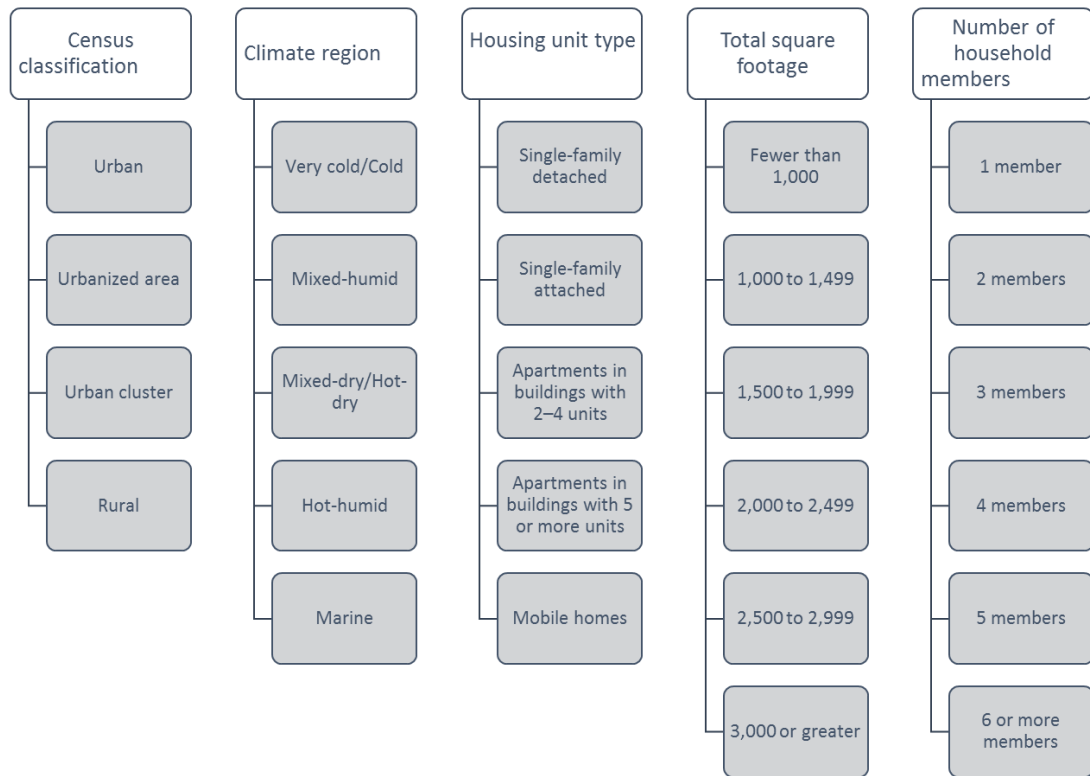 Census
classification
Urban
Urbanized area
Urban cluster
Rural
Climate region
Very cold/Cold
Mixed-humid
Mixed-dry/Hot-
dry
Hot-humid
Marine
Housing unit type
Single-family
detached
Single-family
attached
Apartments in
buildings with
2–4 units
Apartments in
buildings with 5
or more units
Mobile homes
Total square
footage
Fewer than
1,000
1,000 to 1,499
1,500 to 1,999
2,000 to 2,499
2,500 to 2,999
3,000 or greater
Number of
household
members
1 member
2 members
3 members
4 members
5 members
6 or more
members